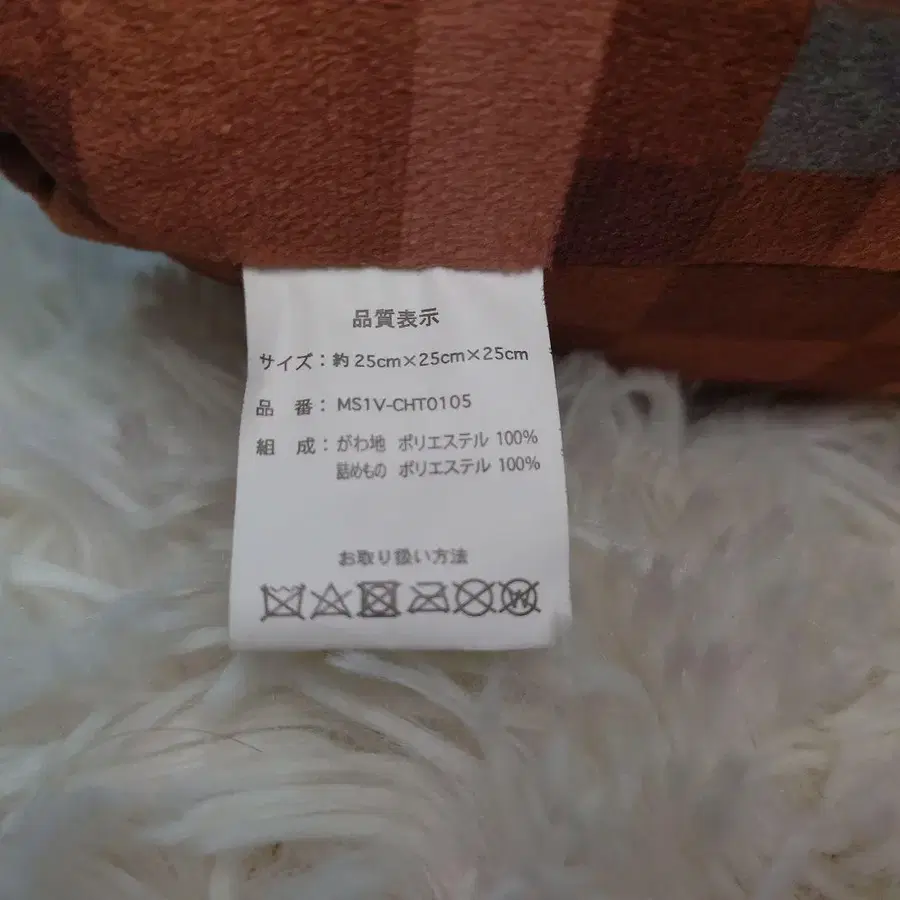 品質表示
サイズ：約 25cm×25cm×25cm
品 番：MS1V-CHT0105
組 成：がわ地 ポリエステル 100%
詰めもの ポリエステル 100%
お取り扱い方法
W